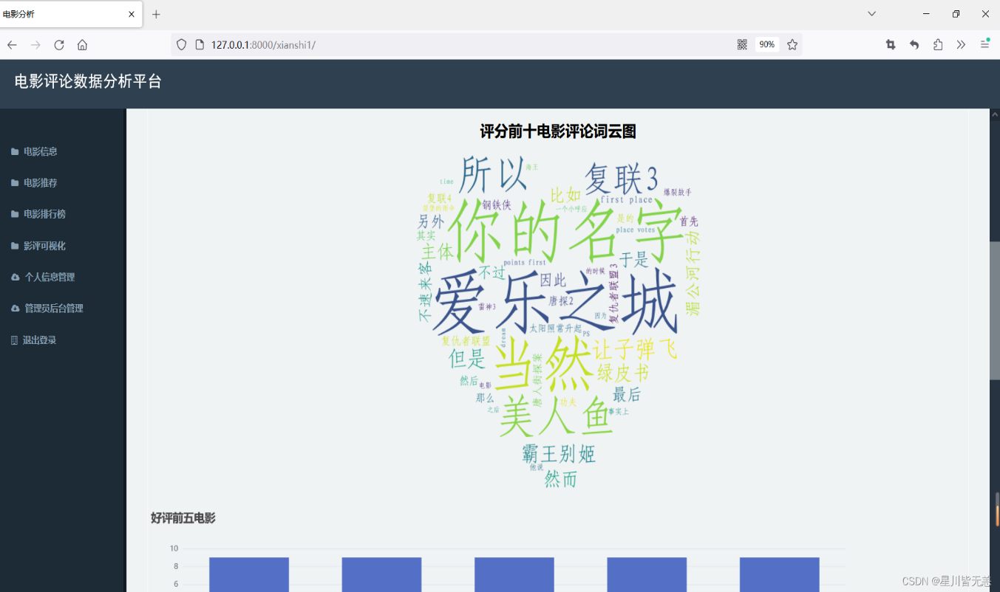 电影分析
127.0.0.1:8000/xianshi1/
90%
电影评论数据分析平台
电影信息
电影推荐
电影排行榜
影评可视化
个人信息管理
管理员后台管理
退出登录
评分前十电影评论词云图
所以
海王
复联3
time
first place
爆裂鼓手
比如
复联4
钢铁侠
一个小呼应
你的名字
另外
是的
首先
place votes
其实
主体
points first
于是
湄公河行动
不速来客
不过
的时候
因此
爱乐之城
复仇者联盟3
唐探2
雷神3
因为
太阳照常升起
PS
dream
复仇者联盟
让子弹飞
但是
当然
绿皮书
唐人街探案
然后
电影
最后
那么
功夫
之后
美人鱼
事实上
霸王别姬
他说
然而
好评前五电影
10
8
6
CSDN @星川皆无恙